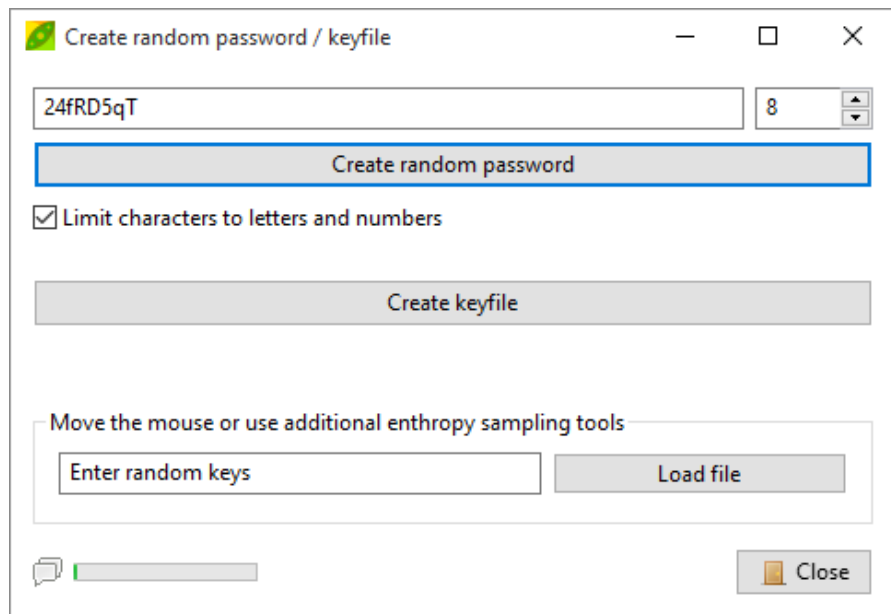 Create random password / keyfile
24fRD5qT 8
Create random password
Limit characters to letters and numbers
Create keyfile
Move the mouse or use additional enthropy sampling tools
Enter random keys Load file
Close